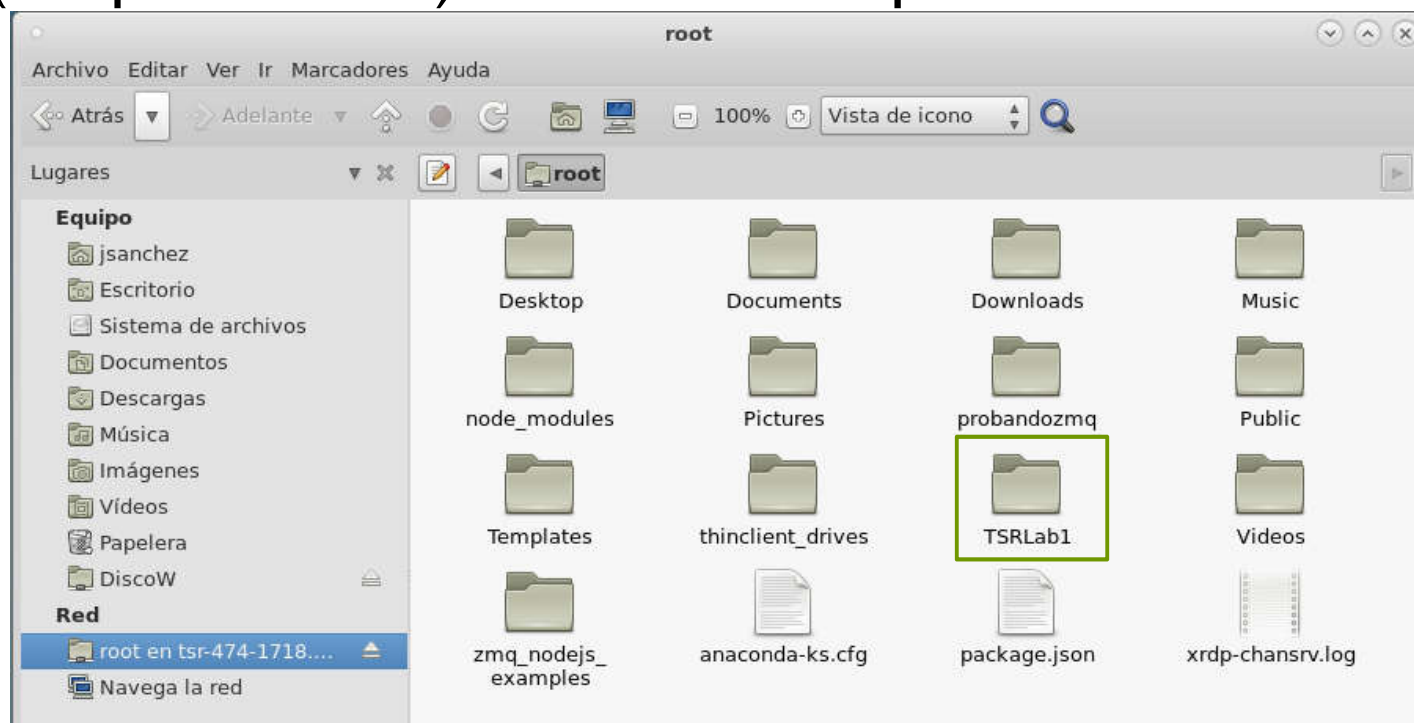 root
Archivo Editar Ver Ir Marcadores Ayuda
Atrás Adelante 100% Vista de icono
Lugares
root
Equipo
jsanchez
Escritorio
Sistema de archivos
Documentos
Descargas
Música
Imágenes
Vídeos
Papelera
DiscoW
Red
root en tsr-474-1718....
Navega la red
Desktop
Documents
Downloads
Music
node_modules
Pictures
probandozmq
Public
Templates
thinclient_drives
TSRLab1
Videos
zmq_nodejs_
examples
anaconda-ks.cfg
package.json
xrdp-chansrv.log